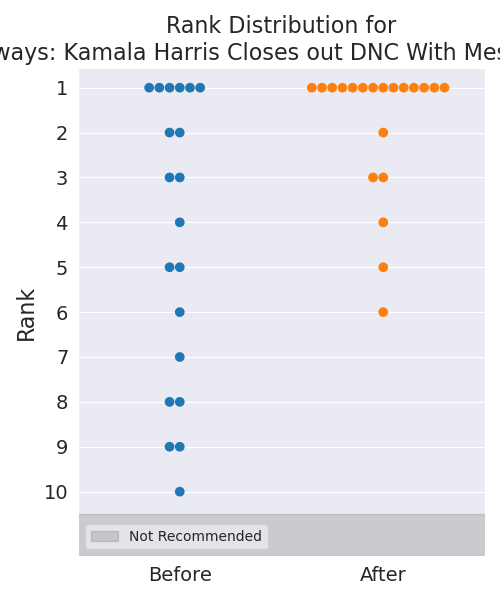 Rank Distribution for
ways: Kamala Harris Closes out DNC With Mes
Rank
1
2
3
4
5
6
7
8
9
10
Not Recommended
Before
After